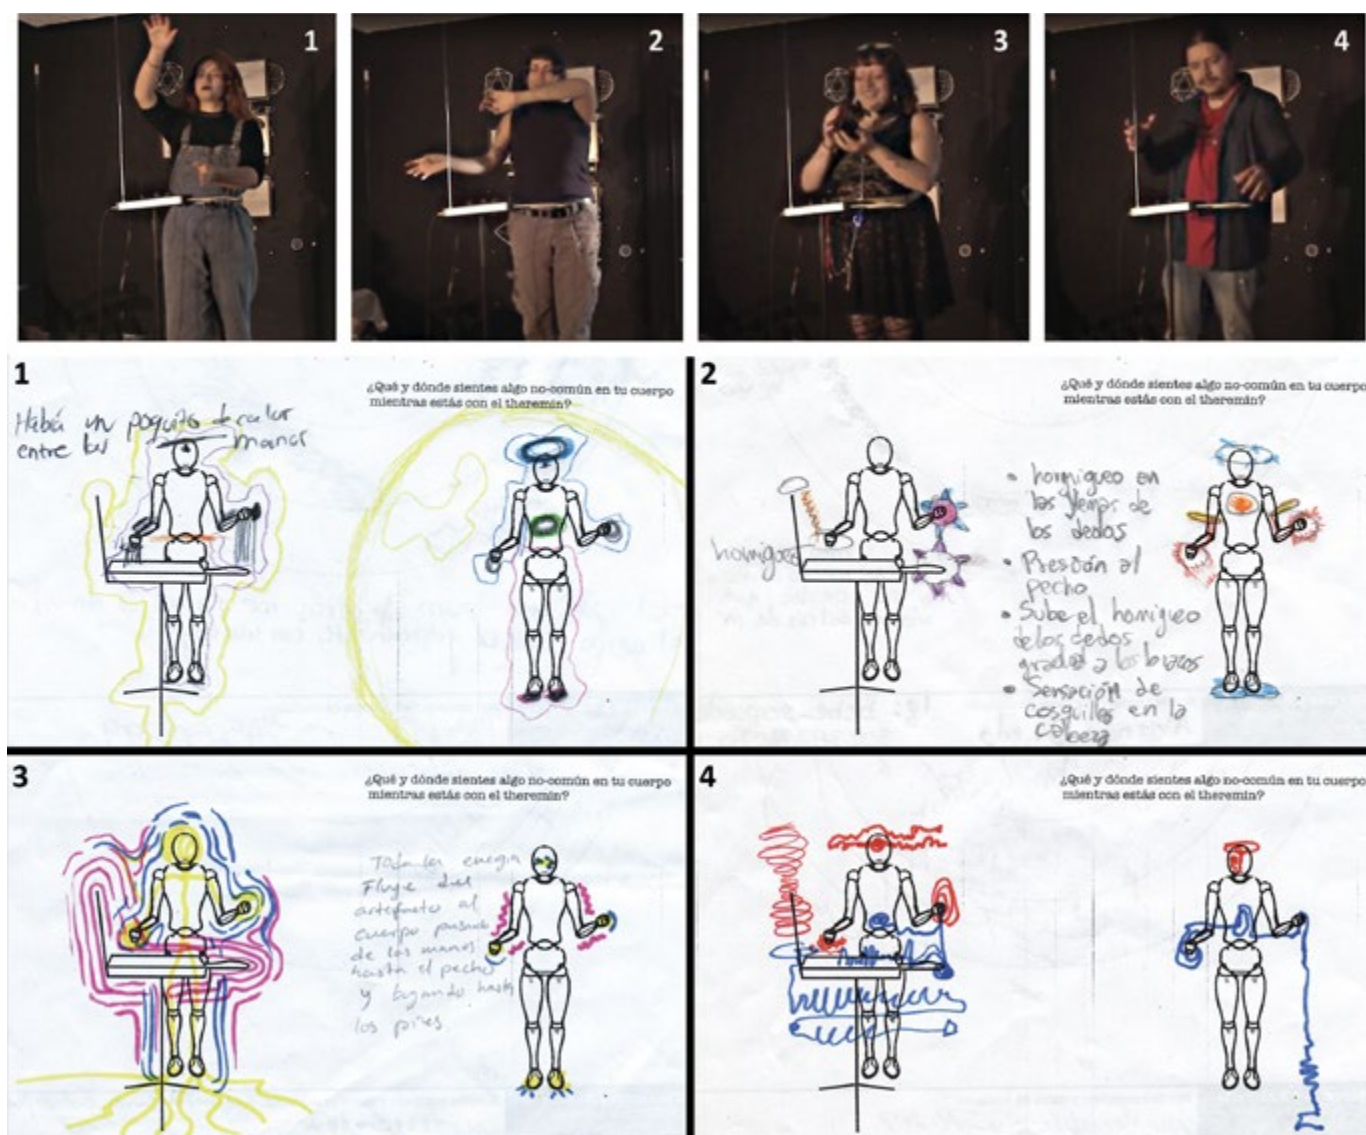 1
2
3
4
1
¿Qué y dónde sientes algo no-común en tu cuerpo
mientras estás con el theremin?
Había un poquito de calor
entre las manos
2
¿Qué y dónde sientes algo no-común en tu cuerpo
mientras estás con el theremin?
hormigueo
• hormigueo en
las yemas de
los dedos
• Presión al
pecho
• Sube el hormigueo
de los dedos
a los brazos
• Sensación de
cosquillas en la
cabeza
3
¿Qué y dónde sientes algo no-común en tu cuerpo
mientras estás con el theremin?
Toda la energía
Fluye del
artefacto al
cuerpo pasando
de las manos
hasta el pecho
y bajando hasta
los pies
4
¿Qué y dónde sientes algo no-común en tu cuerpo
mientras estás con el theremin?